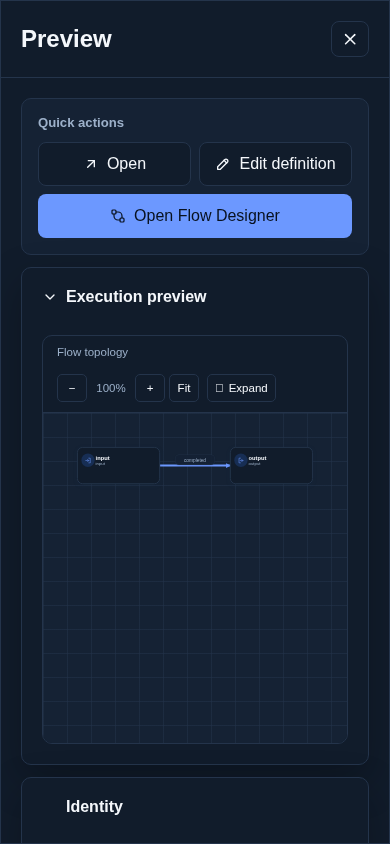 Preview
Quick actions
Open
Edit definition
Open Flow Designer
Execution preview
Flow topology
− 100% + Fit Expand
input
input
completed
output
output
Identity